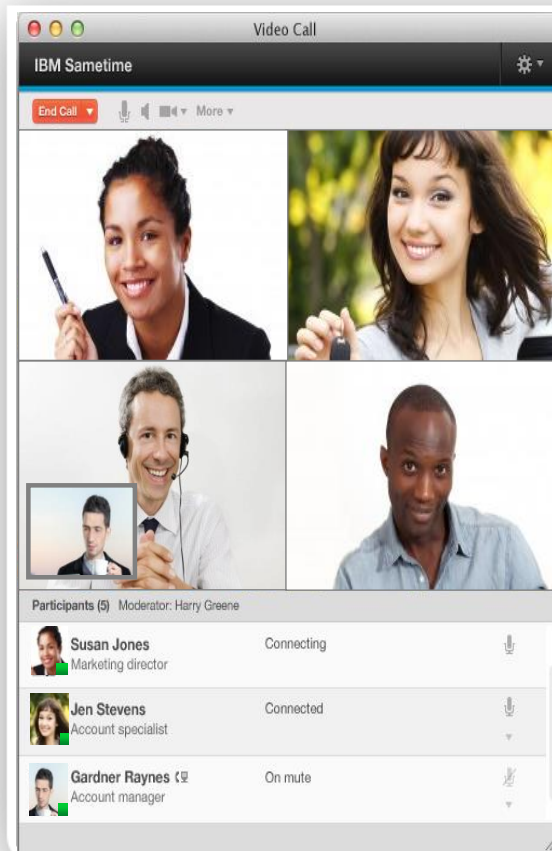 Video Call
IBM Sametime
End Call More
Participants (5) Moderator: Harry Greene
Susan Jones Connecting
Marketing director
Jen Stevens Connected
Account specialist
Gardner Raynes On mute
Account manager